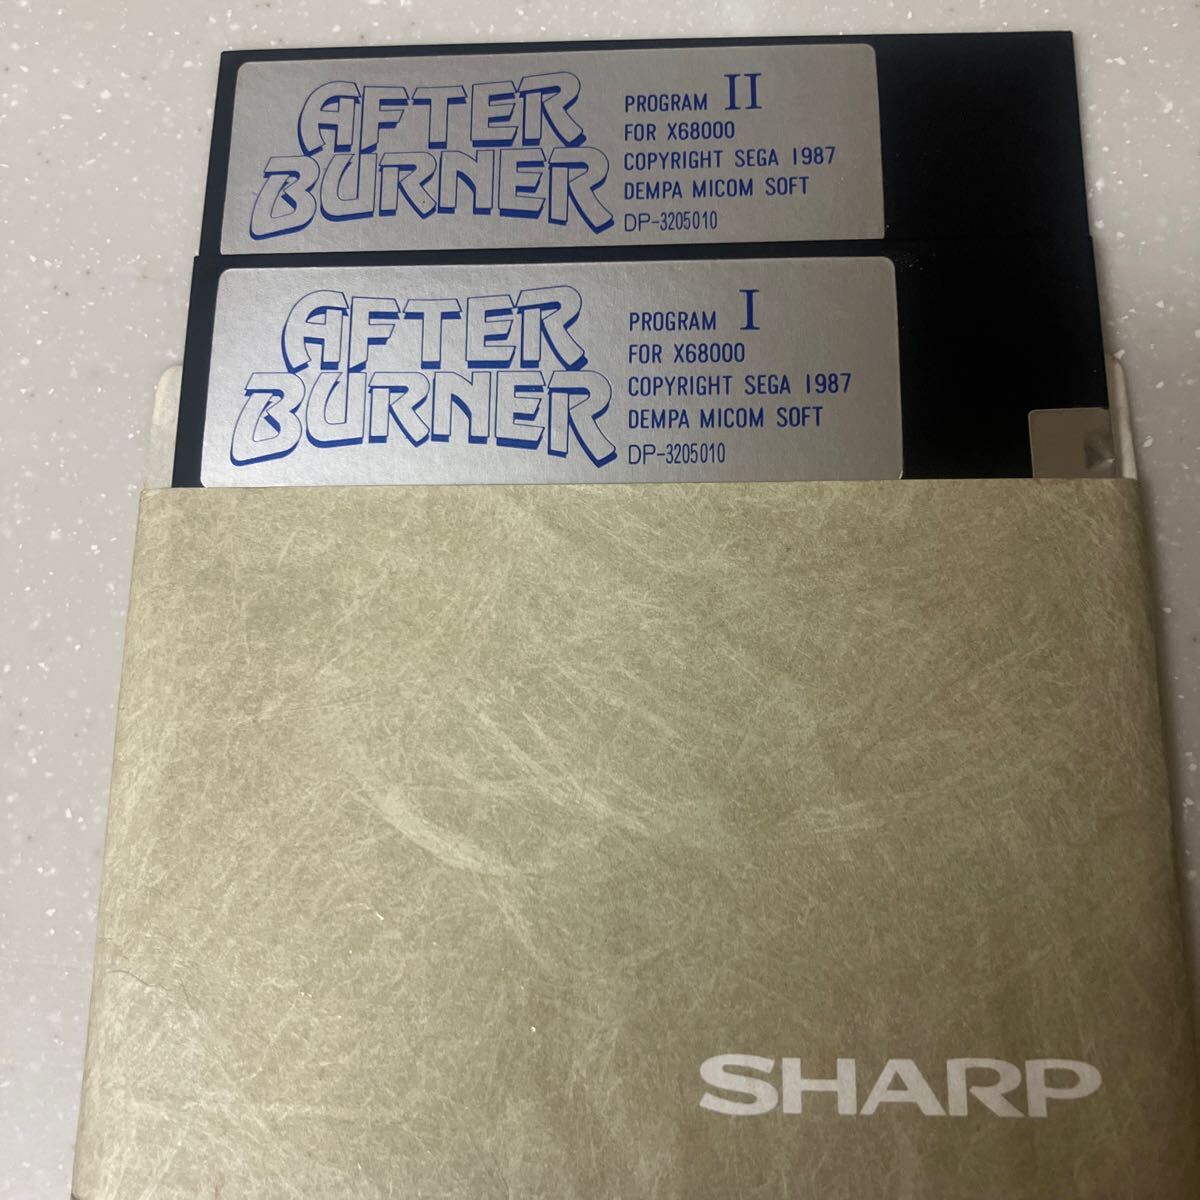 AFTER
BURNER
PROGRAM II
FOR X68000
COPYRIGHT SEGA 1987
DEMPA MICOM SOFT
DP-3205010
AFTER
BURNER
PROGRAM I
FOR X68000
COPYRIGHT SEGA 1987
DEMPA MICOM SOFT
DP-3205010
SHARP